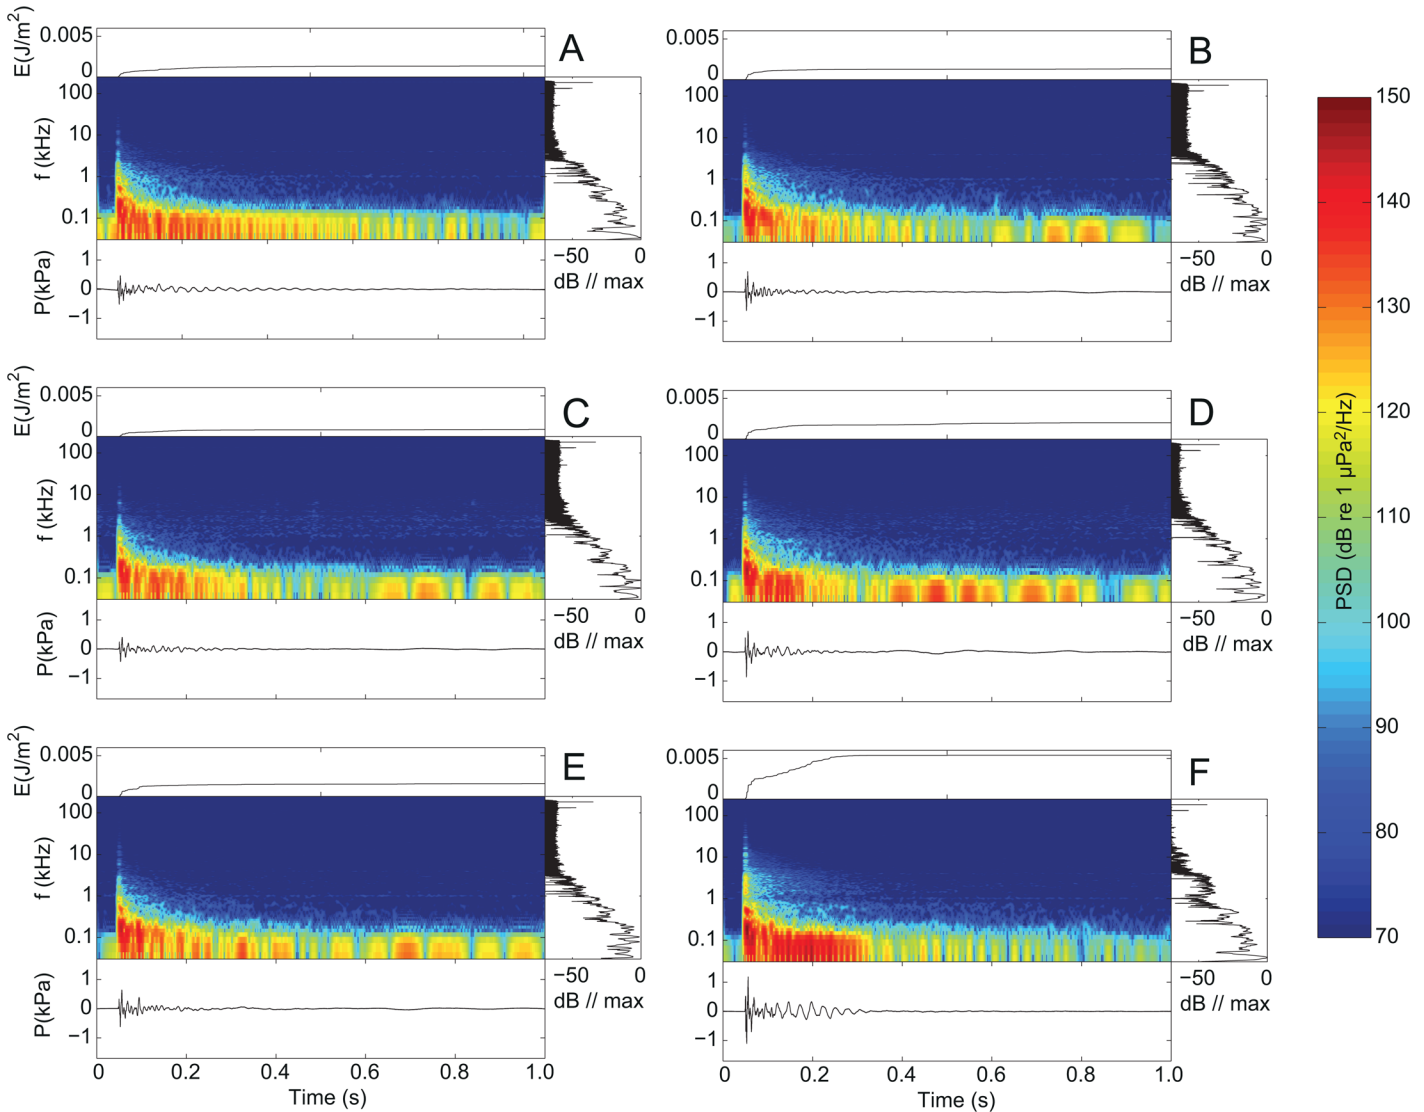 A
E(J/m²)
0.005
0
f (kHz)
100
10
1
0.1
P(kPa)
1
0
−1
−50 0
dB // max
B
0.005
0
100
10
1
0.1
1
0
−1
−50 0
dB // max
C
E(J/m²)
0.005
0
f (kHz)
100
10
1
0.1
P(kPa)
1
0
−1
−50 0
dB // max
D
0.005
0
100
10
1
0.1
1
0
−1
−50 0
dB // max
E
E(J/m²)
0.005
0
f (kHz)
100
10
1
0.1
P(kPa)
1
0
−1
−50 0
dB // max
0 0.2 0.4 0.6 0.8 1.0
Time (s)
F
0.005
0
100
10
1
0.1
1
0
−1
−50 0
dB // max
0 0.2 0.4 0.6 0.8 1.0
Time (s)
150
140
130
120
110
100
90
80
70
PSD (dB re 1 μPa²/Hz)